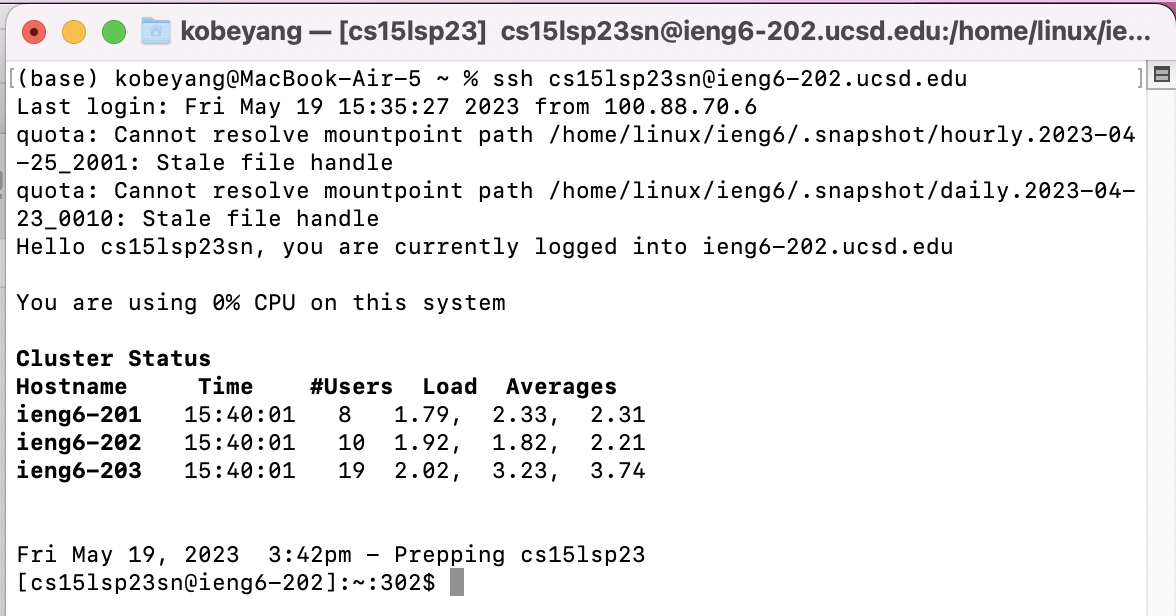 kobeyang — [cs15lsp23] cs15lsp23sn@ieng6-202.ucsd.edu:/home/linux/ie...
[(base) kobeyang@MacBook-Air-5 ~ % ssh cs15lsp23sn@ieng6-202.ucsd.edu ]
Last login: Fri May 19 15:35:27 2023 from 100.88.70.6
quota: Cannot resolve mountpoint path /home/linux/ieng6/.snapshot/hourly.2023-04
-25_2001: Stale file handle
quota: Cannot resolve mountpoint path /home/linux/ieng6/.snapshot/daily.2023-04-
23_0010: Stale file handle
Hello cs15lsp23sn, you are currently logged into ieng6-202.ucsd.edu
You are using 0% CPU on this system
Cluster Status
Hostname     Time    #Users  Load  Averages
ieng6-201   15:40:01   8   1.79,  2.33,  2.31
ieng6-202   15:40:01   10  1.92,  1.82,  2.21
ieng6-203   15:40:01   19  2.02,  3.23,  3.74
Fri May 19, 2023  3:42pm - Prepping cs15lsp23
[cs15lsp23sn@ieng6-202]:~:302$